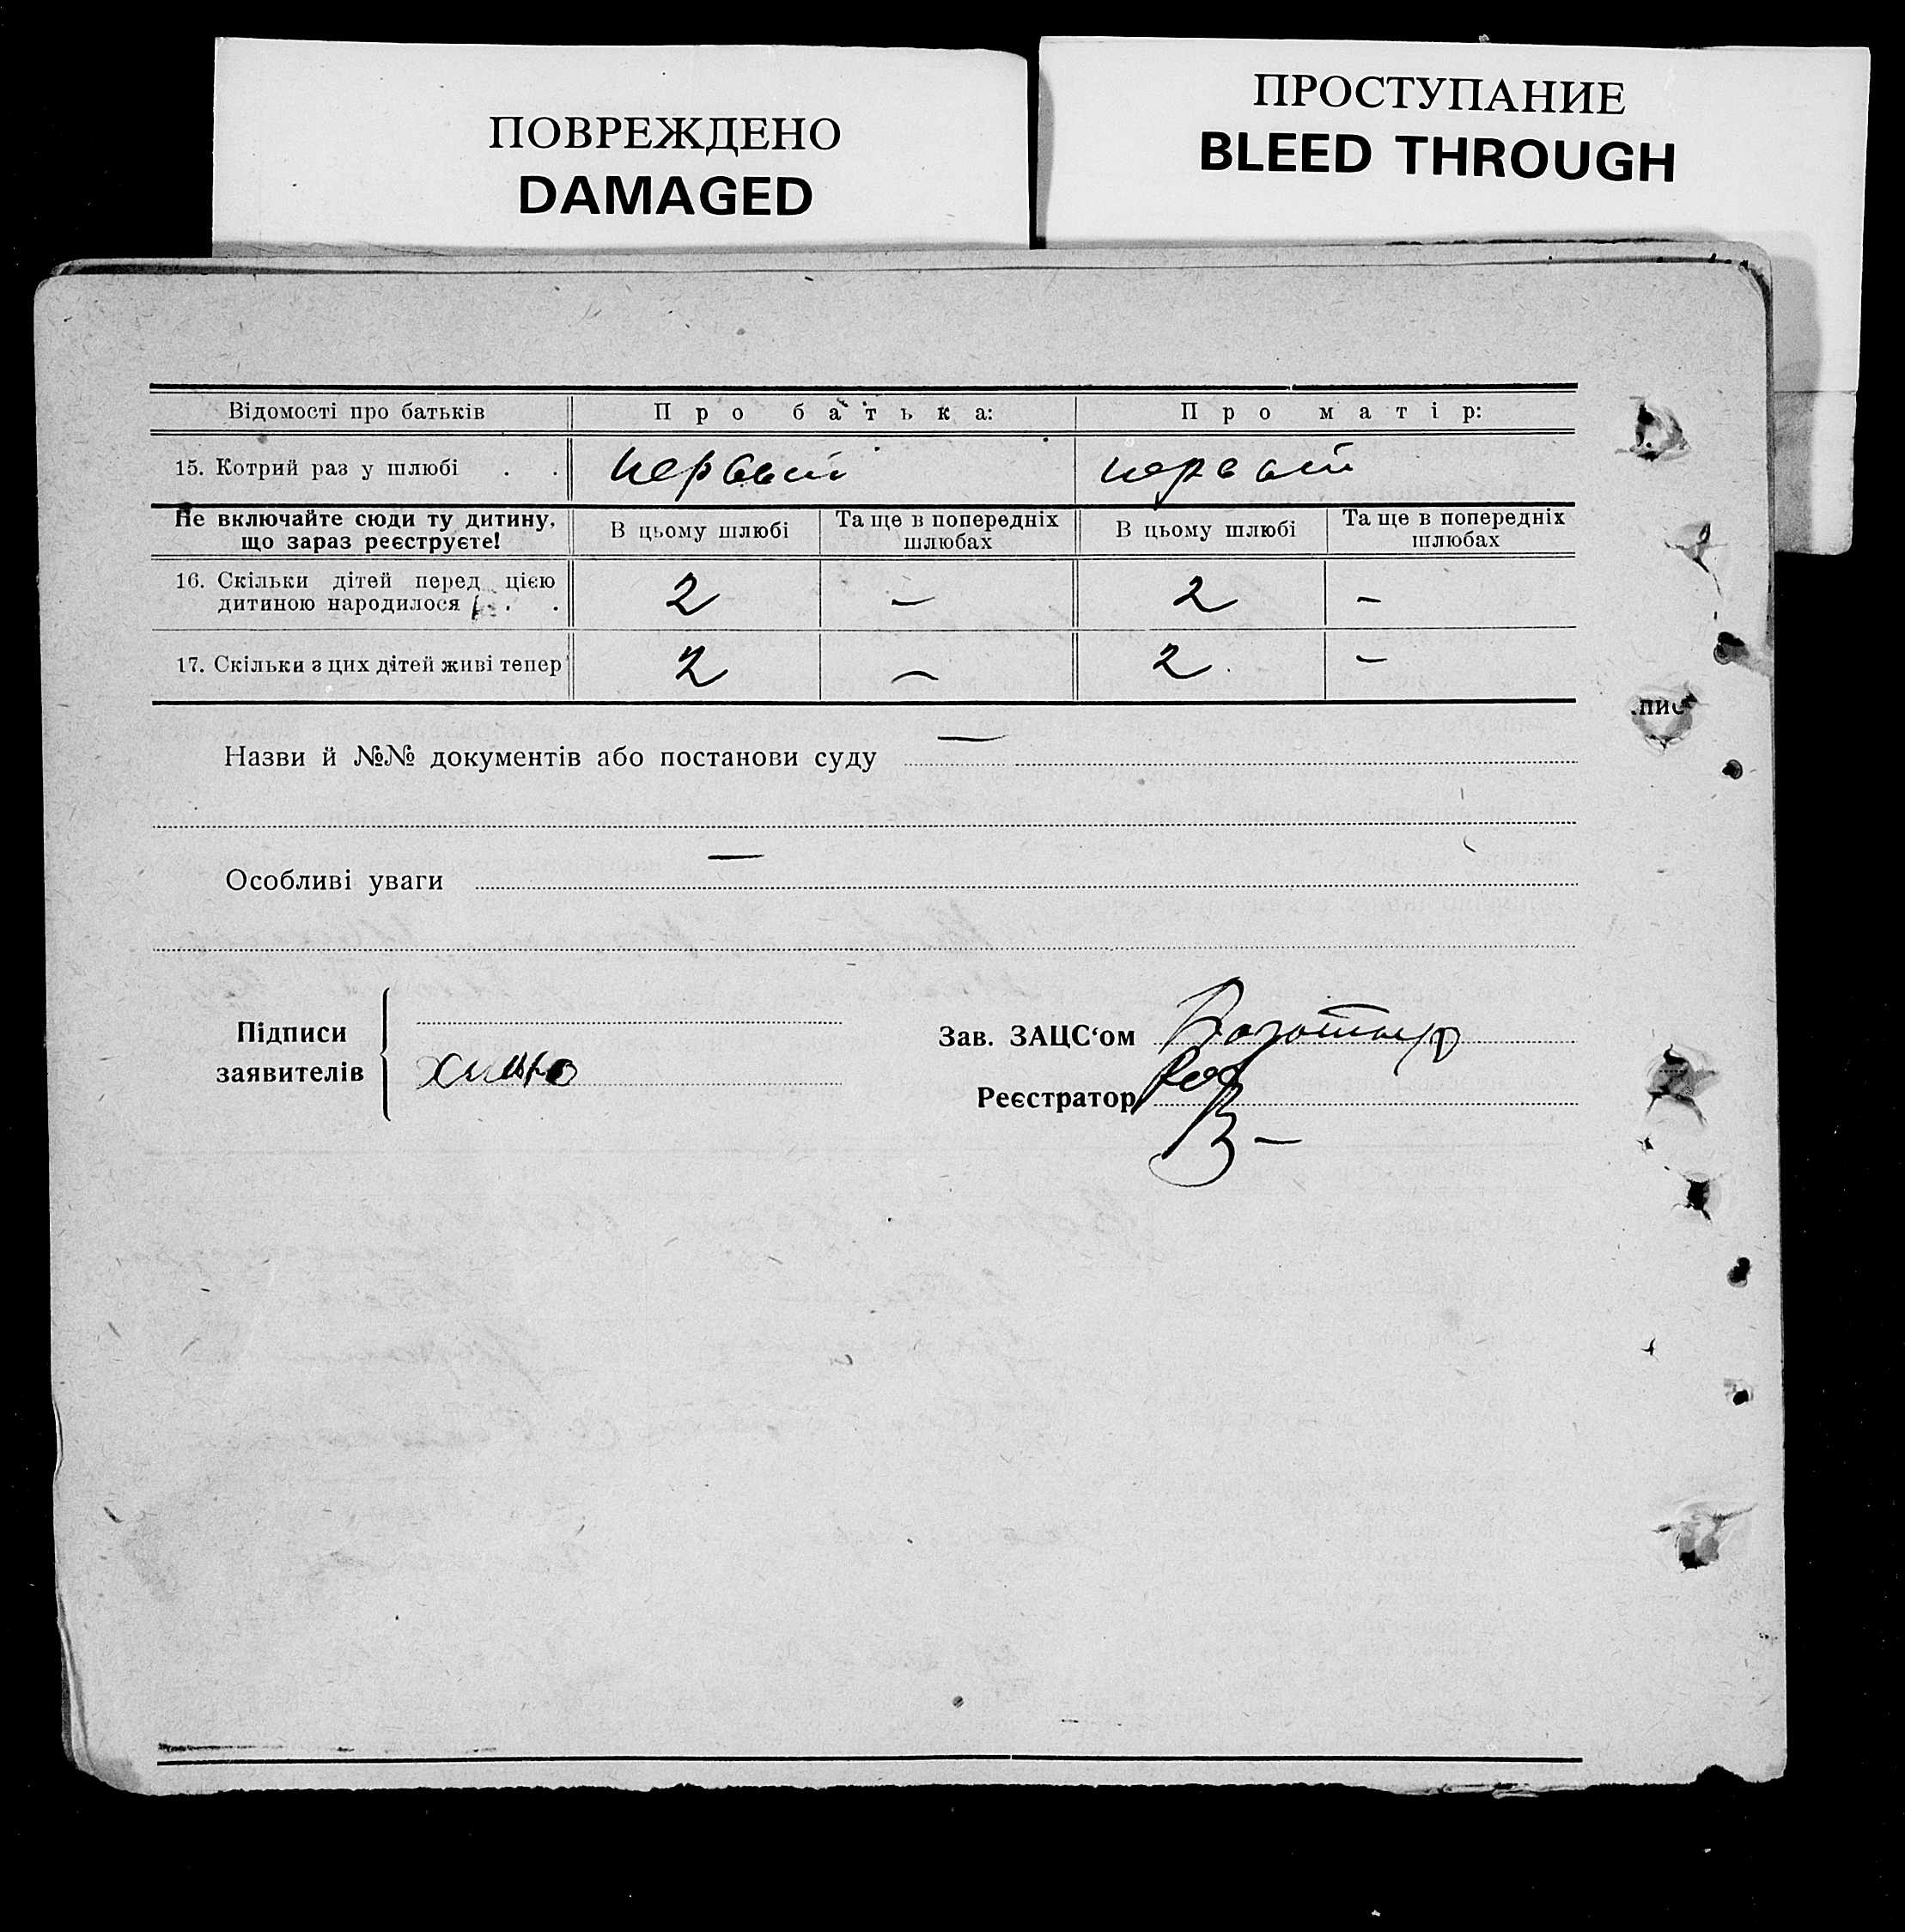 ПОВРЕЖДЕНО
DAMAGED
ПРОСТУПАНИЕ
BLEED THROUGH
Відомості про батьків Про батька: Про матір:
15. Котрий раз у шлюбі . . первый первый
Не включайте сюди ту дитину, що зараз реєструєте! В цьому шлюбі Та ще в попередніх шлюбах В цьому шлюбі Та ще в попередніх шлюбах
16. Скільки дітей перед цією дитиною народилося . . 2 — 2 —
17. Скільки з цих дітей живі тепер 2 — 2 —
.пис
Назви й №№ документів або постанови суду —
Особливі уваги —
Підписи заявителів
Зав. ЗАЦС‘ом
Реєстратор